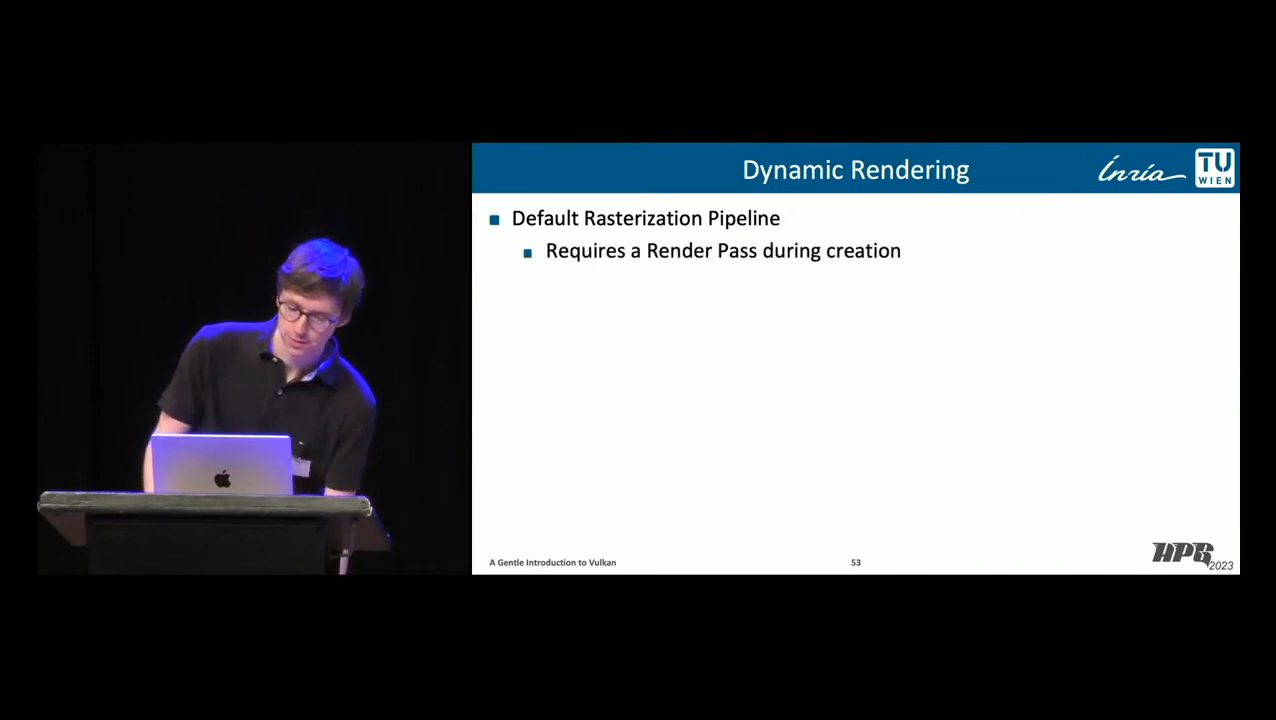 Dynamic Rendering
Inria
TU
WIEN
Default Rasterization Pipeline
Requires a Render Pass during creation
A Gentle Introduction to Vulkan
53
HPG
2023